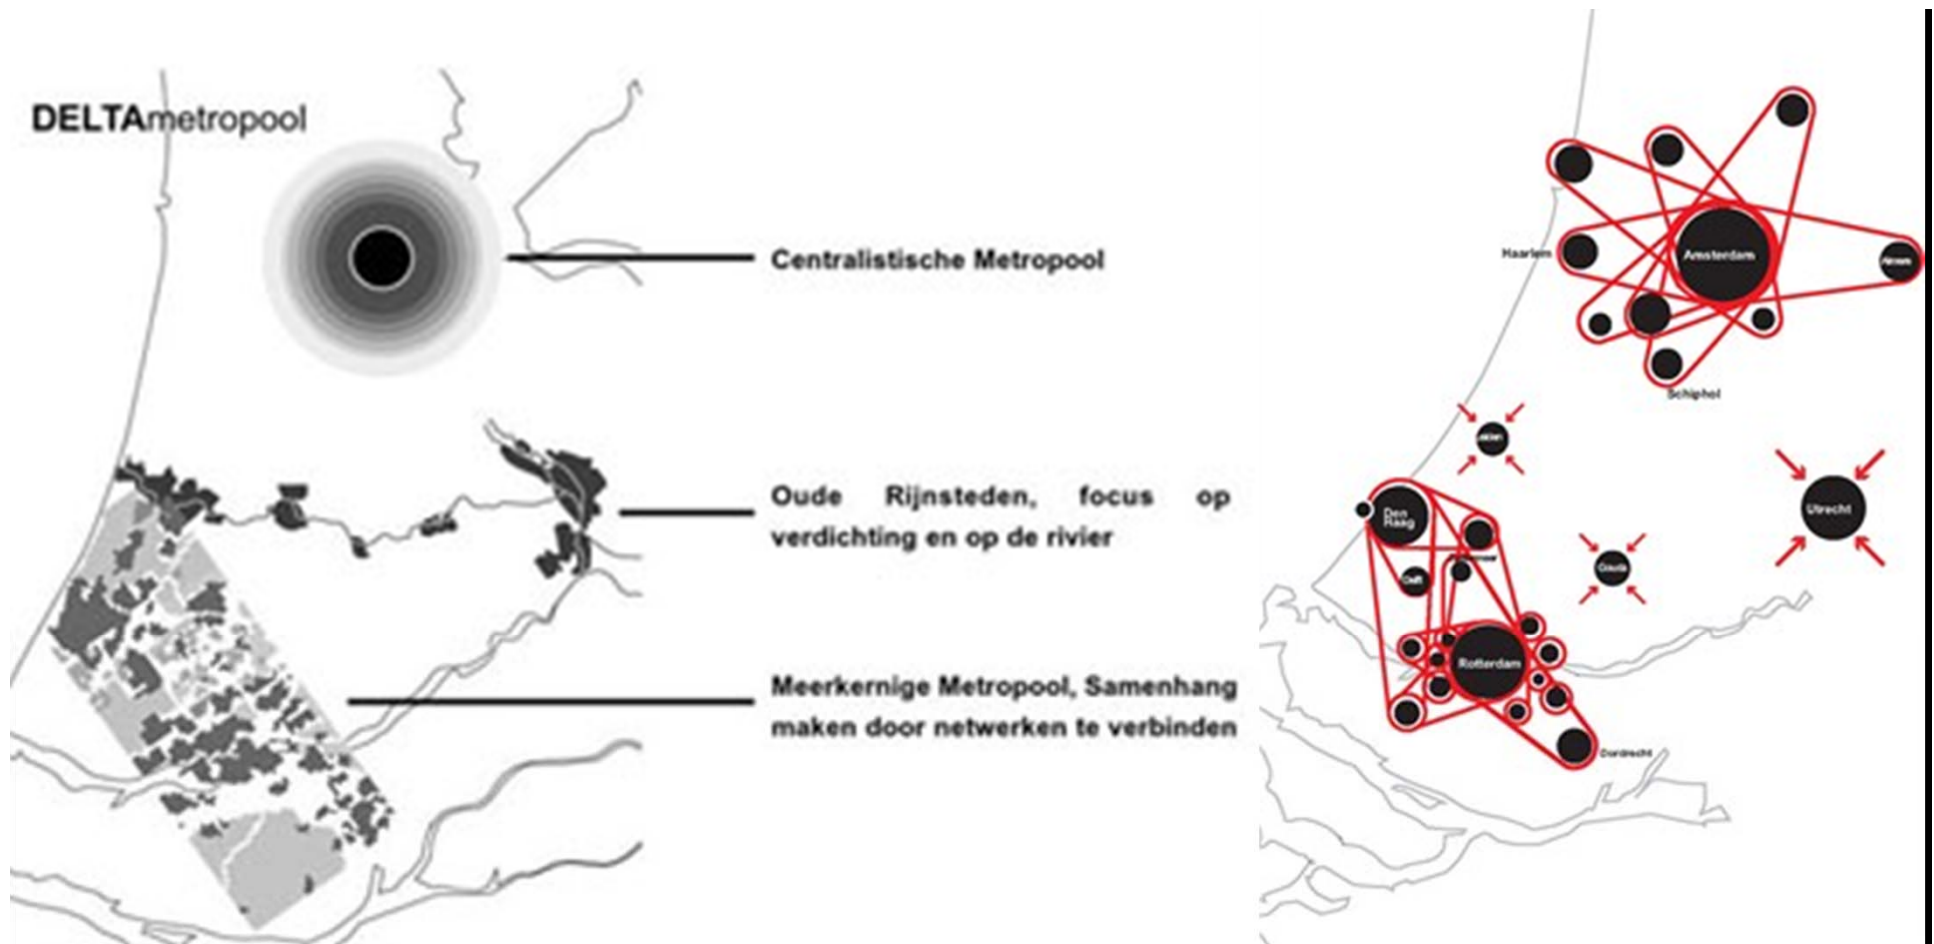 DELTAmetropool
Centralistische Metropool
Oude Rijnsteden, focus op
verdichting en op de rivier
Meerkernige Metropool, Samenhang
maken door netwerken te verbinden
Haarlem
Amsterdam
Schiphol
Utrecht
Den
Haag
Delft
Gouda
Rotterdam
Dordrecht